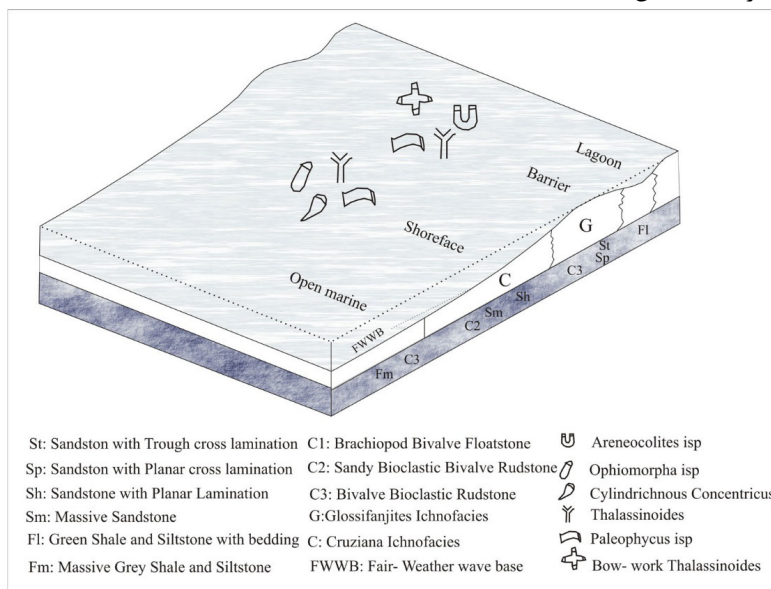 Lagoon
Barrier
Shoreface
Open marine
G
C
Fl
St
Sp
C3
Sh
Sm
C2
FWWB
C3
Fm
St: Sandston with Trough cross lamination
Sp: Sandston with Planar cross lamination
Sh: Sandstone with Planar Lamination
Sm: Massive Sandstone
Fl: Green Shale and Siltstone with bedding
Fm: Massive Grey Shale and Siltstone
C1: Brachiopod Bivalve Floatstone
C2: Sandy Bioclastic Bivalve Rudstone
C3: Bivalve Bioclastic Rudstone
G:Glossifanjites Ichnofacies
C: Cruziana Ichnofacies
FWWB: Fair- Weather wave base
Areneocolites isp
Ophiomorpha isp
Cylindrichnous Concentricus
Thalassinoides
Paleophycus isp
Bow- work Thalassinoides